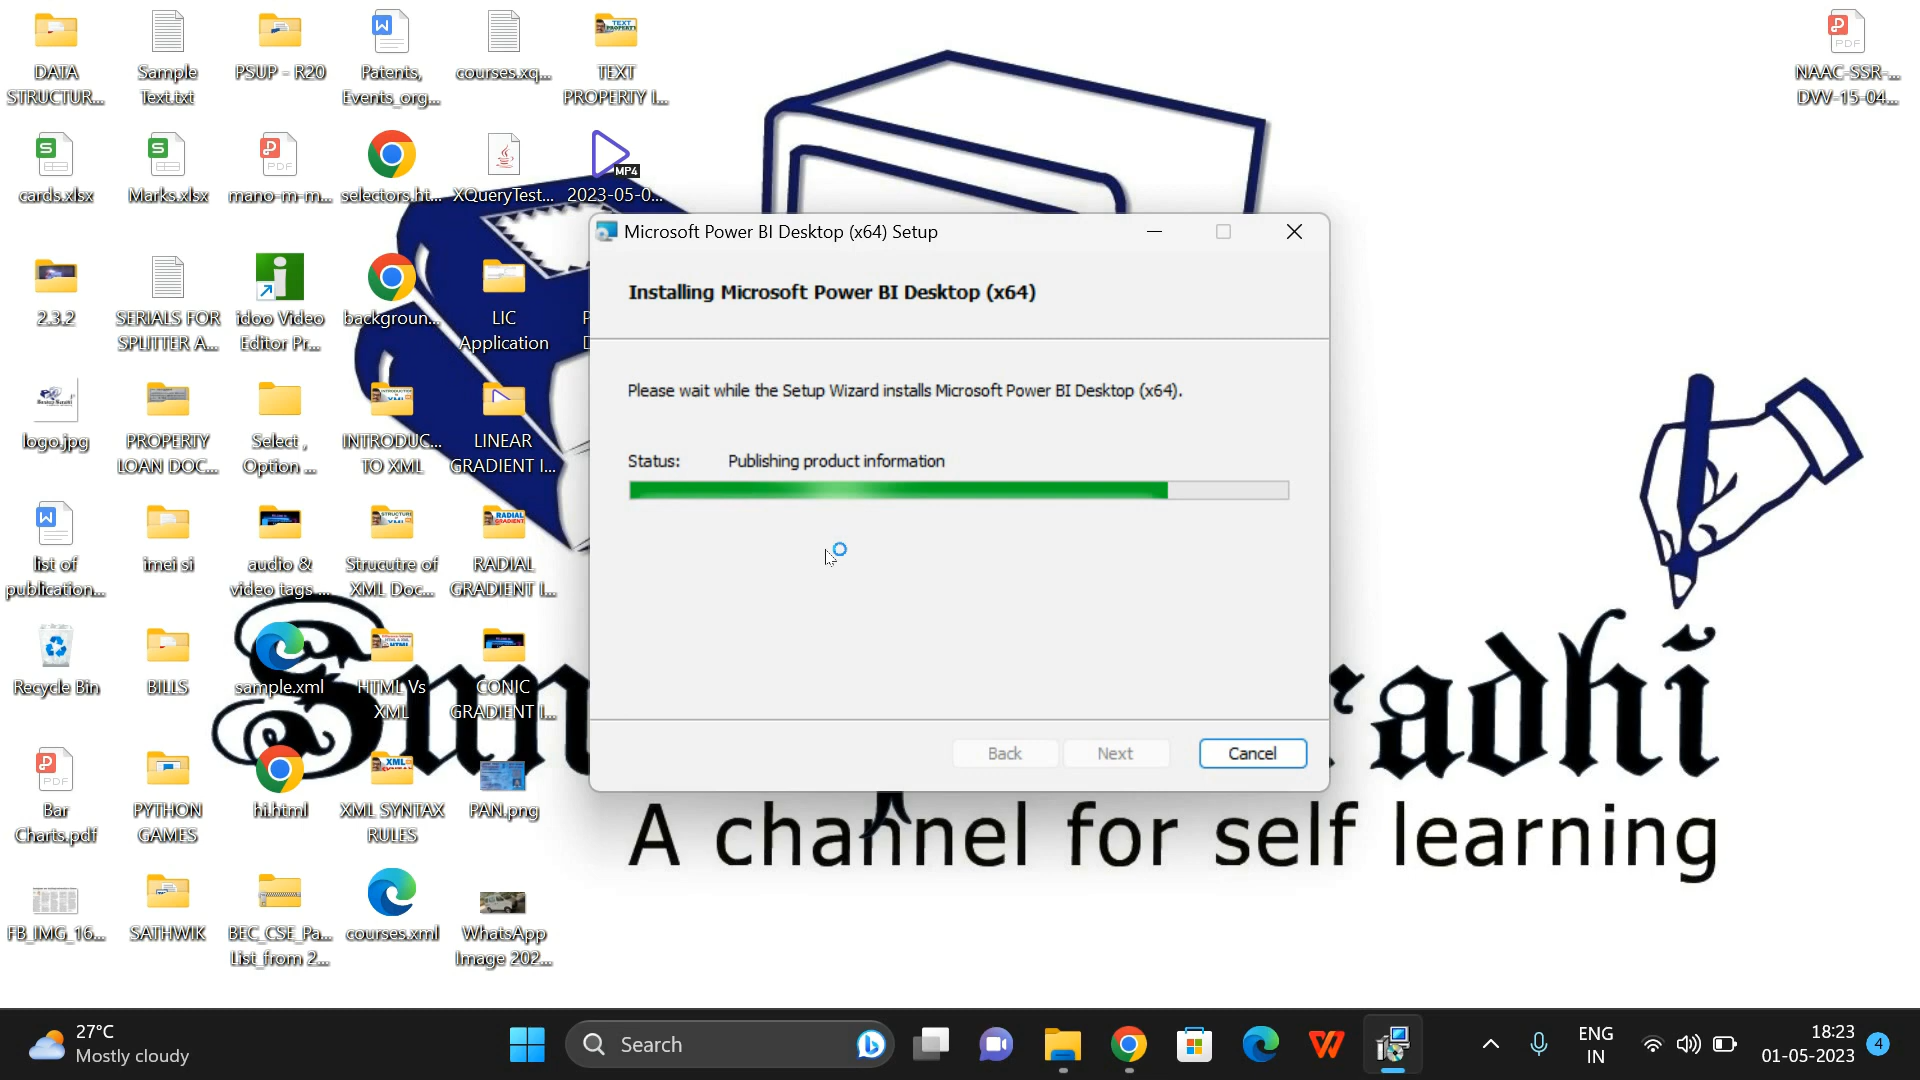 DATA
STRUCTUR...
Sample
Text.txt
PSUP - R20
Patents,
Events_org...
courses.xq...
TEXT
PROPERTY I...
NAAC-SSR-...
DVV-15-04...
cards.xlsx
Marks.xlsx
mano-m-m...
selectors.ht...
XQueryTest...
MP4
2023-05-0...
2.3.2
SERIALS FOR
SPLITTER A...
idoo Video
Editor Pr...
backgroun...
LIC
Application
logo.jpg
PROPERTY
LOAN DOC...
Select ,
Option ...
INTRODUC...
TO XML
LINEAR
GRADIENT I...
list of
publication...
imei si
audio &
video tags ...
Strucutre of
XML Doc...
RADIAL
GRADIENT I...
Recycle Bin
BILLS
sample.xml
HTML Vs
XML
CONIC
GRADIENT I...
Bar
Charts.pdf
PYTHON
GAMES
hi.html
XML SYNTAX
RULES
PAN.png
FB_IMG_16...
SATHWIK
BEC_CSE_Pa...
List_from 2...
courses.xml
WhatsApp
Image 202...
Microsoft Power BI Desktop (x64) Setup
Installing Microsoft Power BI Desktop (x64)
Please wait while the Setup Wizard installs Microsoft Power BI Desktop (x64).
Status: Publishing product information
Back Next Cancel
A channel for self learning
27°C
Mostly cloudy
Search
ENG
IN
18:23
01-05-2023
4